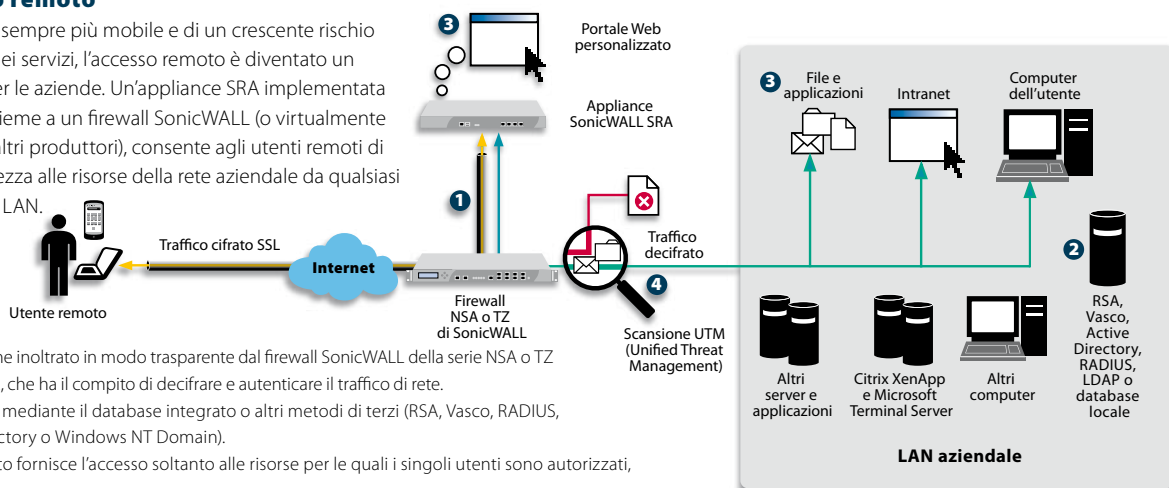 remoto
sempre più mobile e di un crescente rischio
ei servizi, l'accesso remoto è diventato un
er le aziende. Un'appliance SRA implementata
ieme a un firewall SonicWALL (o virtualmente
altri produttori), consente agli utenti remoti di
ezza alle risorse della rete aziendale da qualsiasi
LAN.
3
Portale Web
personalizzato
Appliance
SonicWALL SRA
1
Traffico cifrato SSL
Internet
Utente remoto
Firewall
NSA o TZ
di SonicWALL
Traffico
decifrato
4
Scansione UTM
(Unified Threat
Management)
3
File e
applicazioni
Intranet
Computer
dell'utente
2
RSA,
Vasco,
Active
Directory,
RADIUS,
LDAP o
database
locale
Altri
server e
applicazioni
Citrix XenApp
e Microsoft
Terminal Server
Altri
computer
LAN aziendale
ne inoltrato in modo trasparente dal firewall SonicWALL della serie NSA o TZ
, che ha il compito di decifrare e autenticare il traffico di rete.
mediante il database integrato o altri metodi di terzi (RSA, Vasco, RADIUS,
ctory o Windows NT Domain).
to fornisce l'accesso soltanto alle risorse per le quali i singoli utenti sono autorizzati,